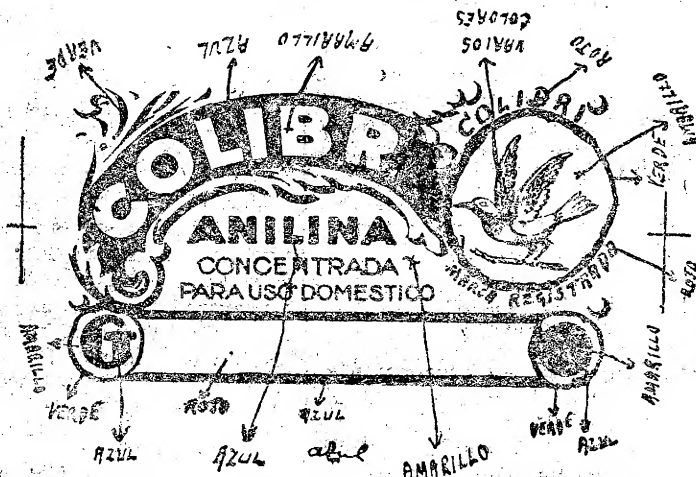 VERDE
AZUL
AMARILLO
VARIOS
COLORES
ROJO
AMARILLO
VERDE
COLIBRI
COLIBRI
ANILINA
CONCENTRADA
PARA USO DOMESTICO
MARCA REGISTRADA
ROJO
G
AMARILLO
AMARILLO
ROJO
AZUL
VERDE
AZUL
AZUL
AZUL
azul
AMARILLO